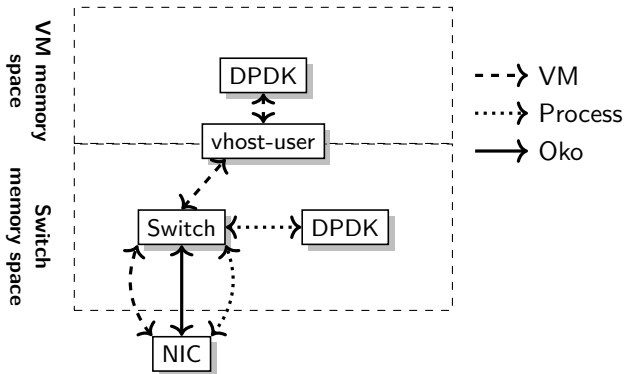 VM memory
space
DPDK
vhost-user
Switch
memory space
Switch
DPDK
NIC
VM
Process
Oko